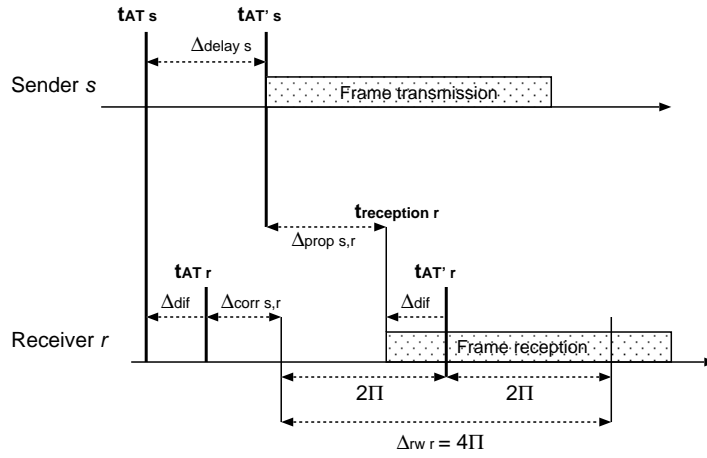 tAT s tAT' s
Δdelay s
Sender s
Frame transmission
treception r
Δprop s,r
tAT r tAT' r
Δdif Δcorr s,r Δdif
Receiver r
Frame reception
2Π 2Π
Δrw r = 4Π